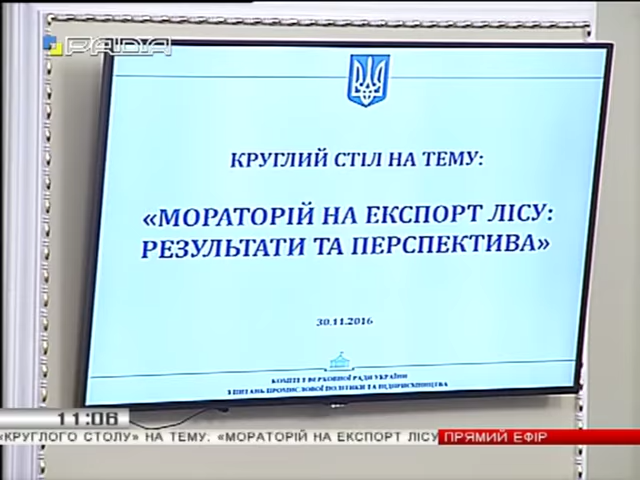 РАДА
КРУГЛИЙ СТІЛ НА ТЕМУ:
«МОРАТОРІЙ НА ЕКСПОРТ ЛІСУ:
РЕЗУЛЬТАТИ ТА ПЕРСПЕКТИВА»
30.11.2016
КОМІТЕТ ВЕРХОВНОЇ РАДИ УКРАЇНИ
З ПИТАНЬ ПРОМИСЛОВОЇ ПОЛІТИКИ ТА ПІДПРИЄМНИЦТВА
11:06
«КРУГЛОГО СТОЛУ» НА ТЕМУ: «МОРАТОРІЙ НА ЕКСПОРТ ЛІСУ
ПРЯМИЙ ЕФІР